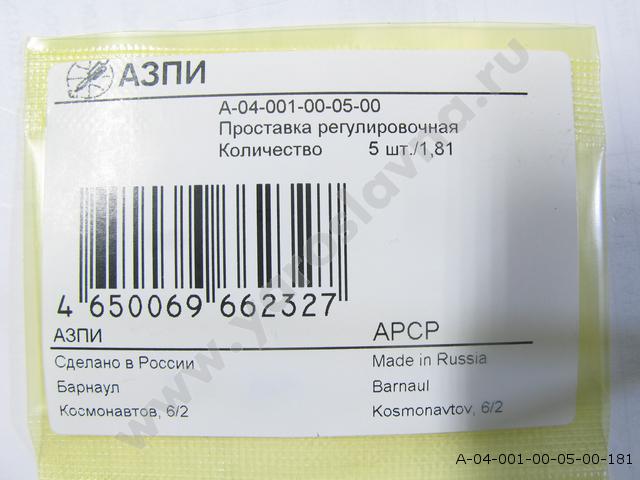 АЗПИ
А-04-001-00-05-00
Проставка регулировочная
Количество 5 шт./1,81
4 650069 662327
АЗПИ APCP
Сделано в России Made in Russia
Барнаул Barnaul
Космонавтов, 6/2 Kosmonavtov, 6/2
www.yaroslavna.ru
A-04-001-00-05-00-181